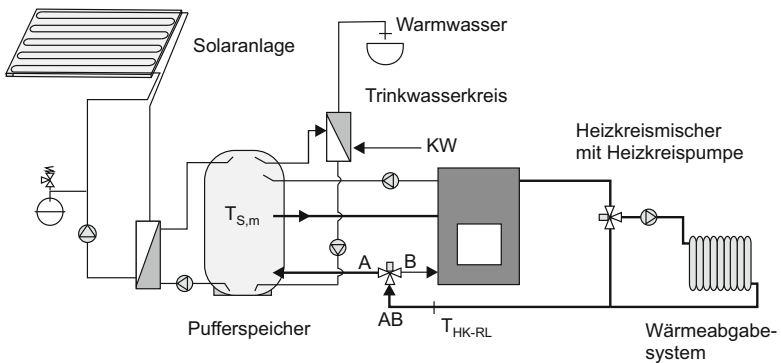 Warmwasser
Solaranlage
Trinkwasserkreis
Heizkreismischer
mit Heizkreispumpe
KW
T_S,m
A
B
AB
T_HK-RL
Pufferspeicher
Wärmeabgabe-
system